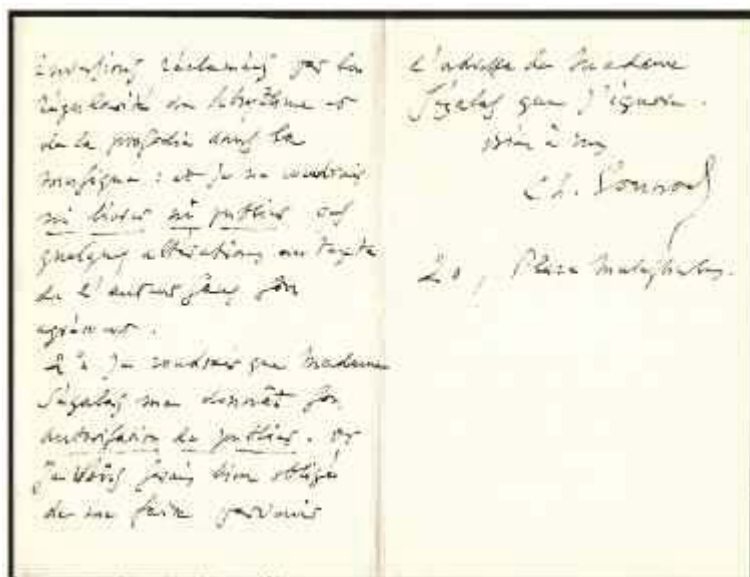 inversions réclamées par la
régularité du rhythme et
de la prosodie dans la
musique : et je ne voudrais
ni livrer ni publier ces
quelques altérations au texte
de l'auteur sans son
agrément.
2° Je voudrais que Madame
Ségalas me donnât son
autorisation de publier. Or
je vous serais bien obligé
de me faire parvenir
l'adresse de Madame
Ségalas que j'ignore.
bien à vous
Ch. Gounod
20, Place Malesherbes.